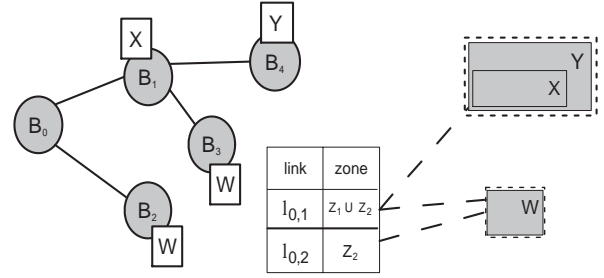 X
Y
B₁
B₄
Y
X
B₀
B₃
W
link zone
l₀,₁ z₁ ∪ z₂
l₀,₂ Z₂
B₂
W
W